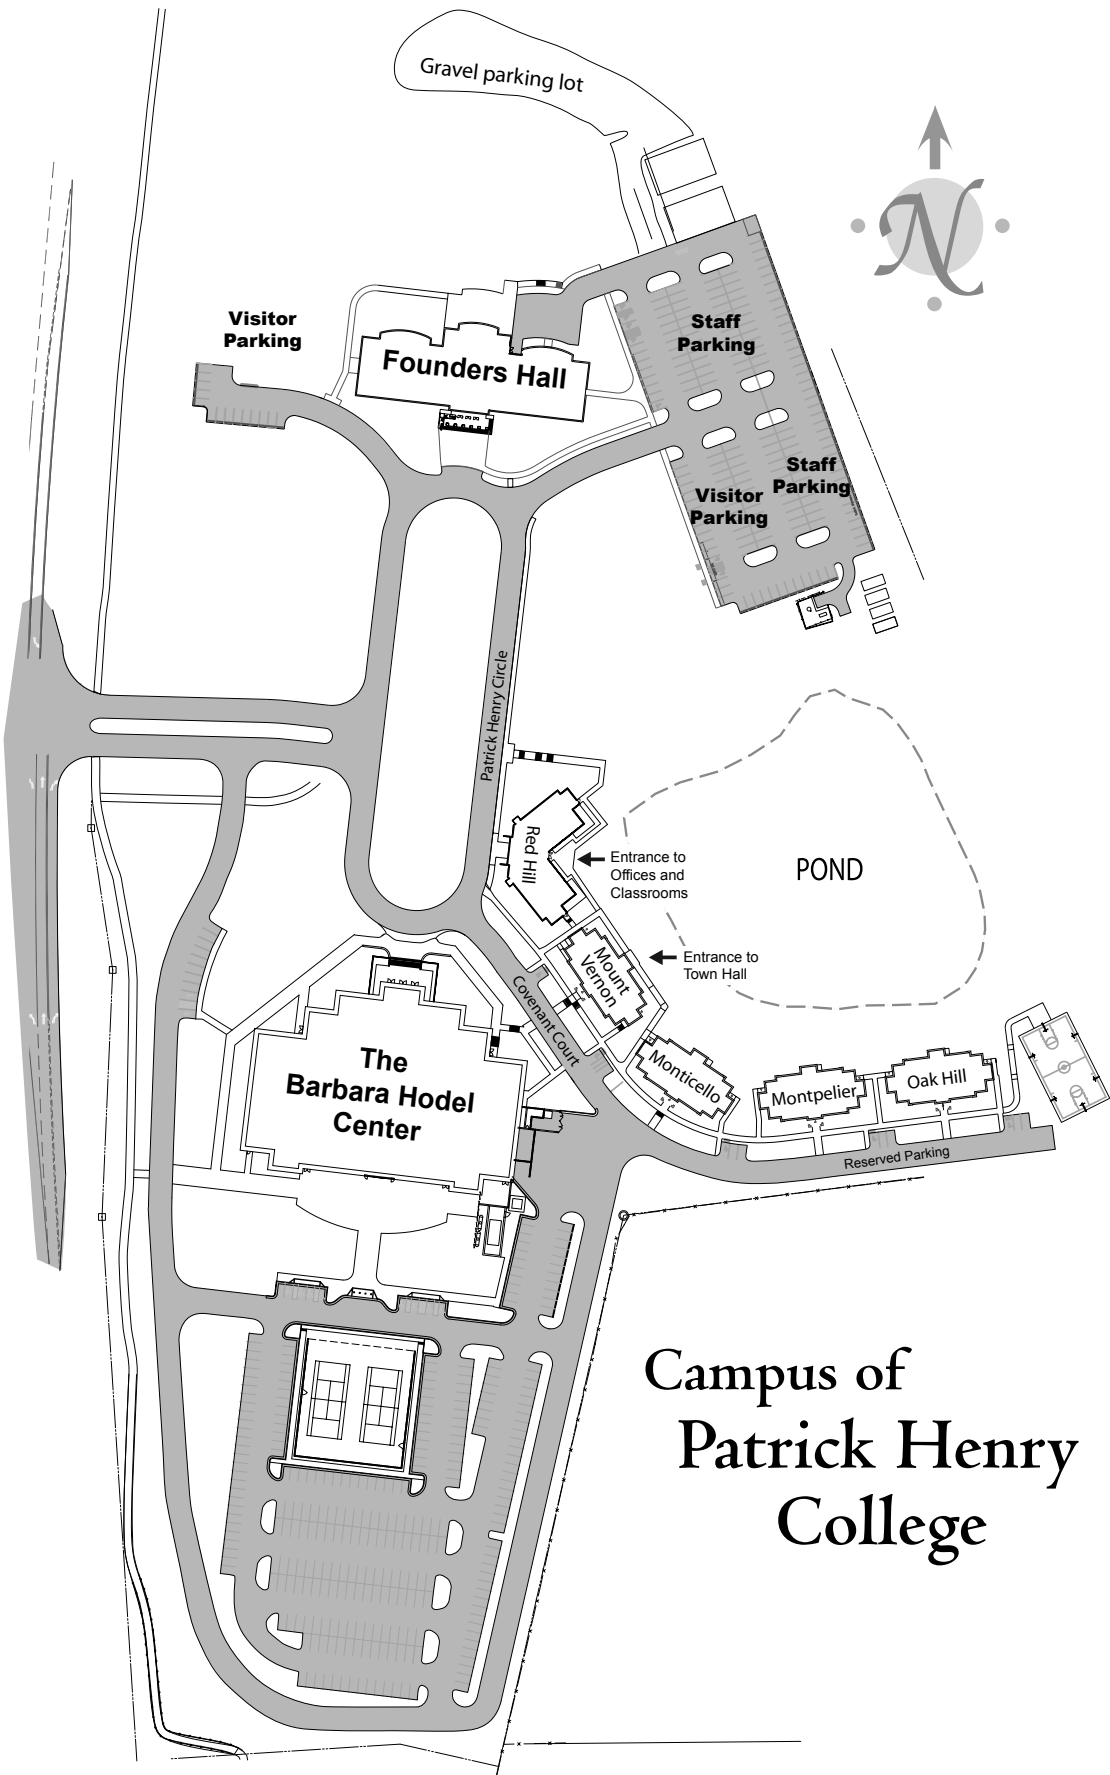 Gravel parking lot
N
Visitor
Parking
Staff
Parking
Founders Hall
Staff
Parking
Visitor
Parking
Patrick Henry Circle
Red Hill
Entrance to
Offices and
Classrooms
POND
Mount
Vernon
Entrance to
Town Hall
Covenant Court
The
Barbara Hodel
Center
Monticello
Montpelier
Oak Hill
Reserved Parking
Campus of
Patrick Henry
College